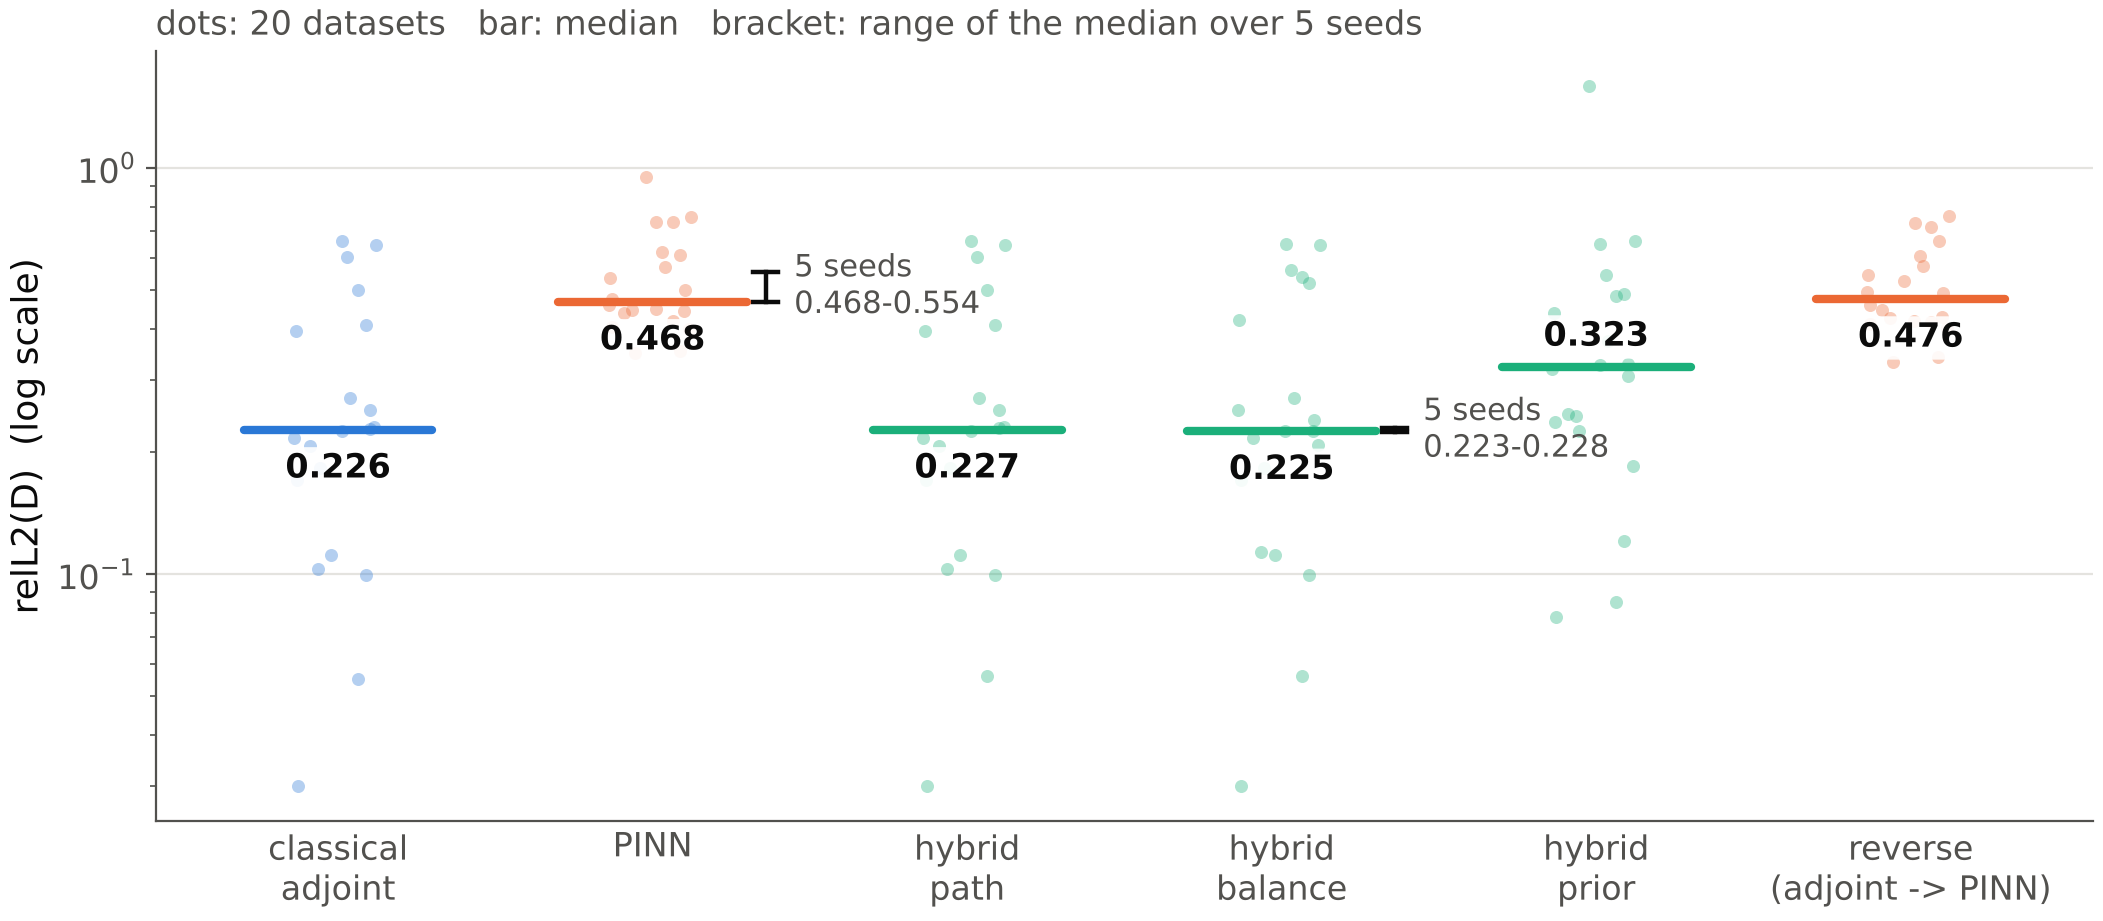 dots: 20 datasets   bar: median   bracket: range of the median over 5 seeds
relL2(D)  (log scale)
10⁰
10⁻¹
0.226
0.468
5 seeds
0.468-0.554
0.227
0.225
5 seeds
0.223-0.228
0.323
0.476
classical
adjoint
PINN
hybrid
path
hybrid
balance
hybrid
prior
reverse
(adjoint -> PINN)